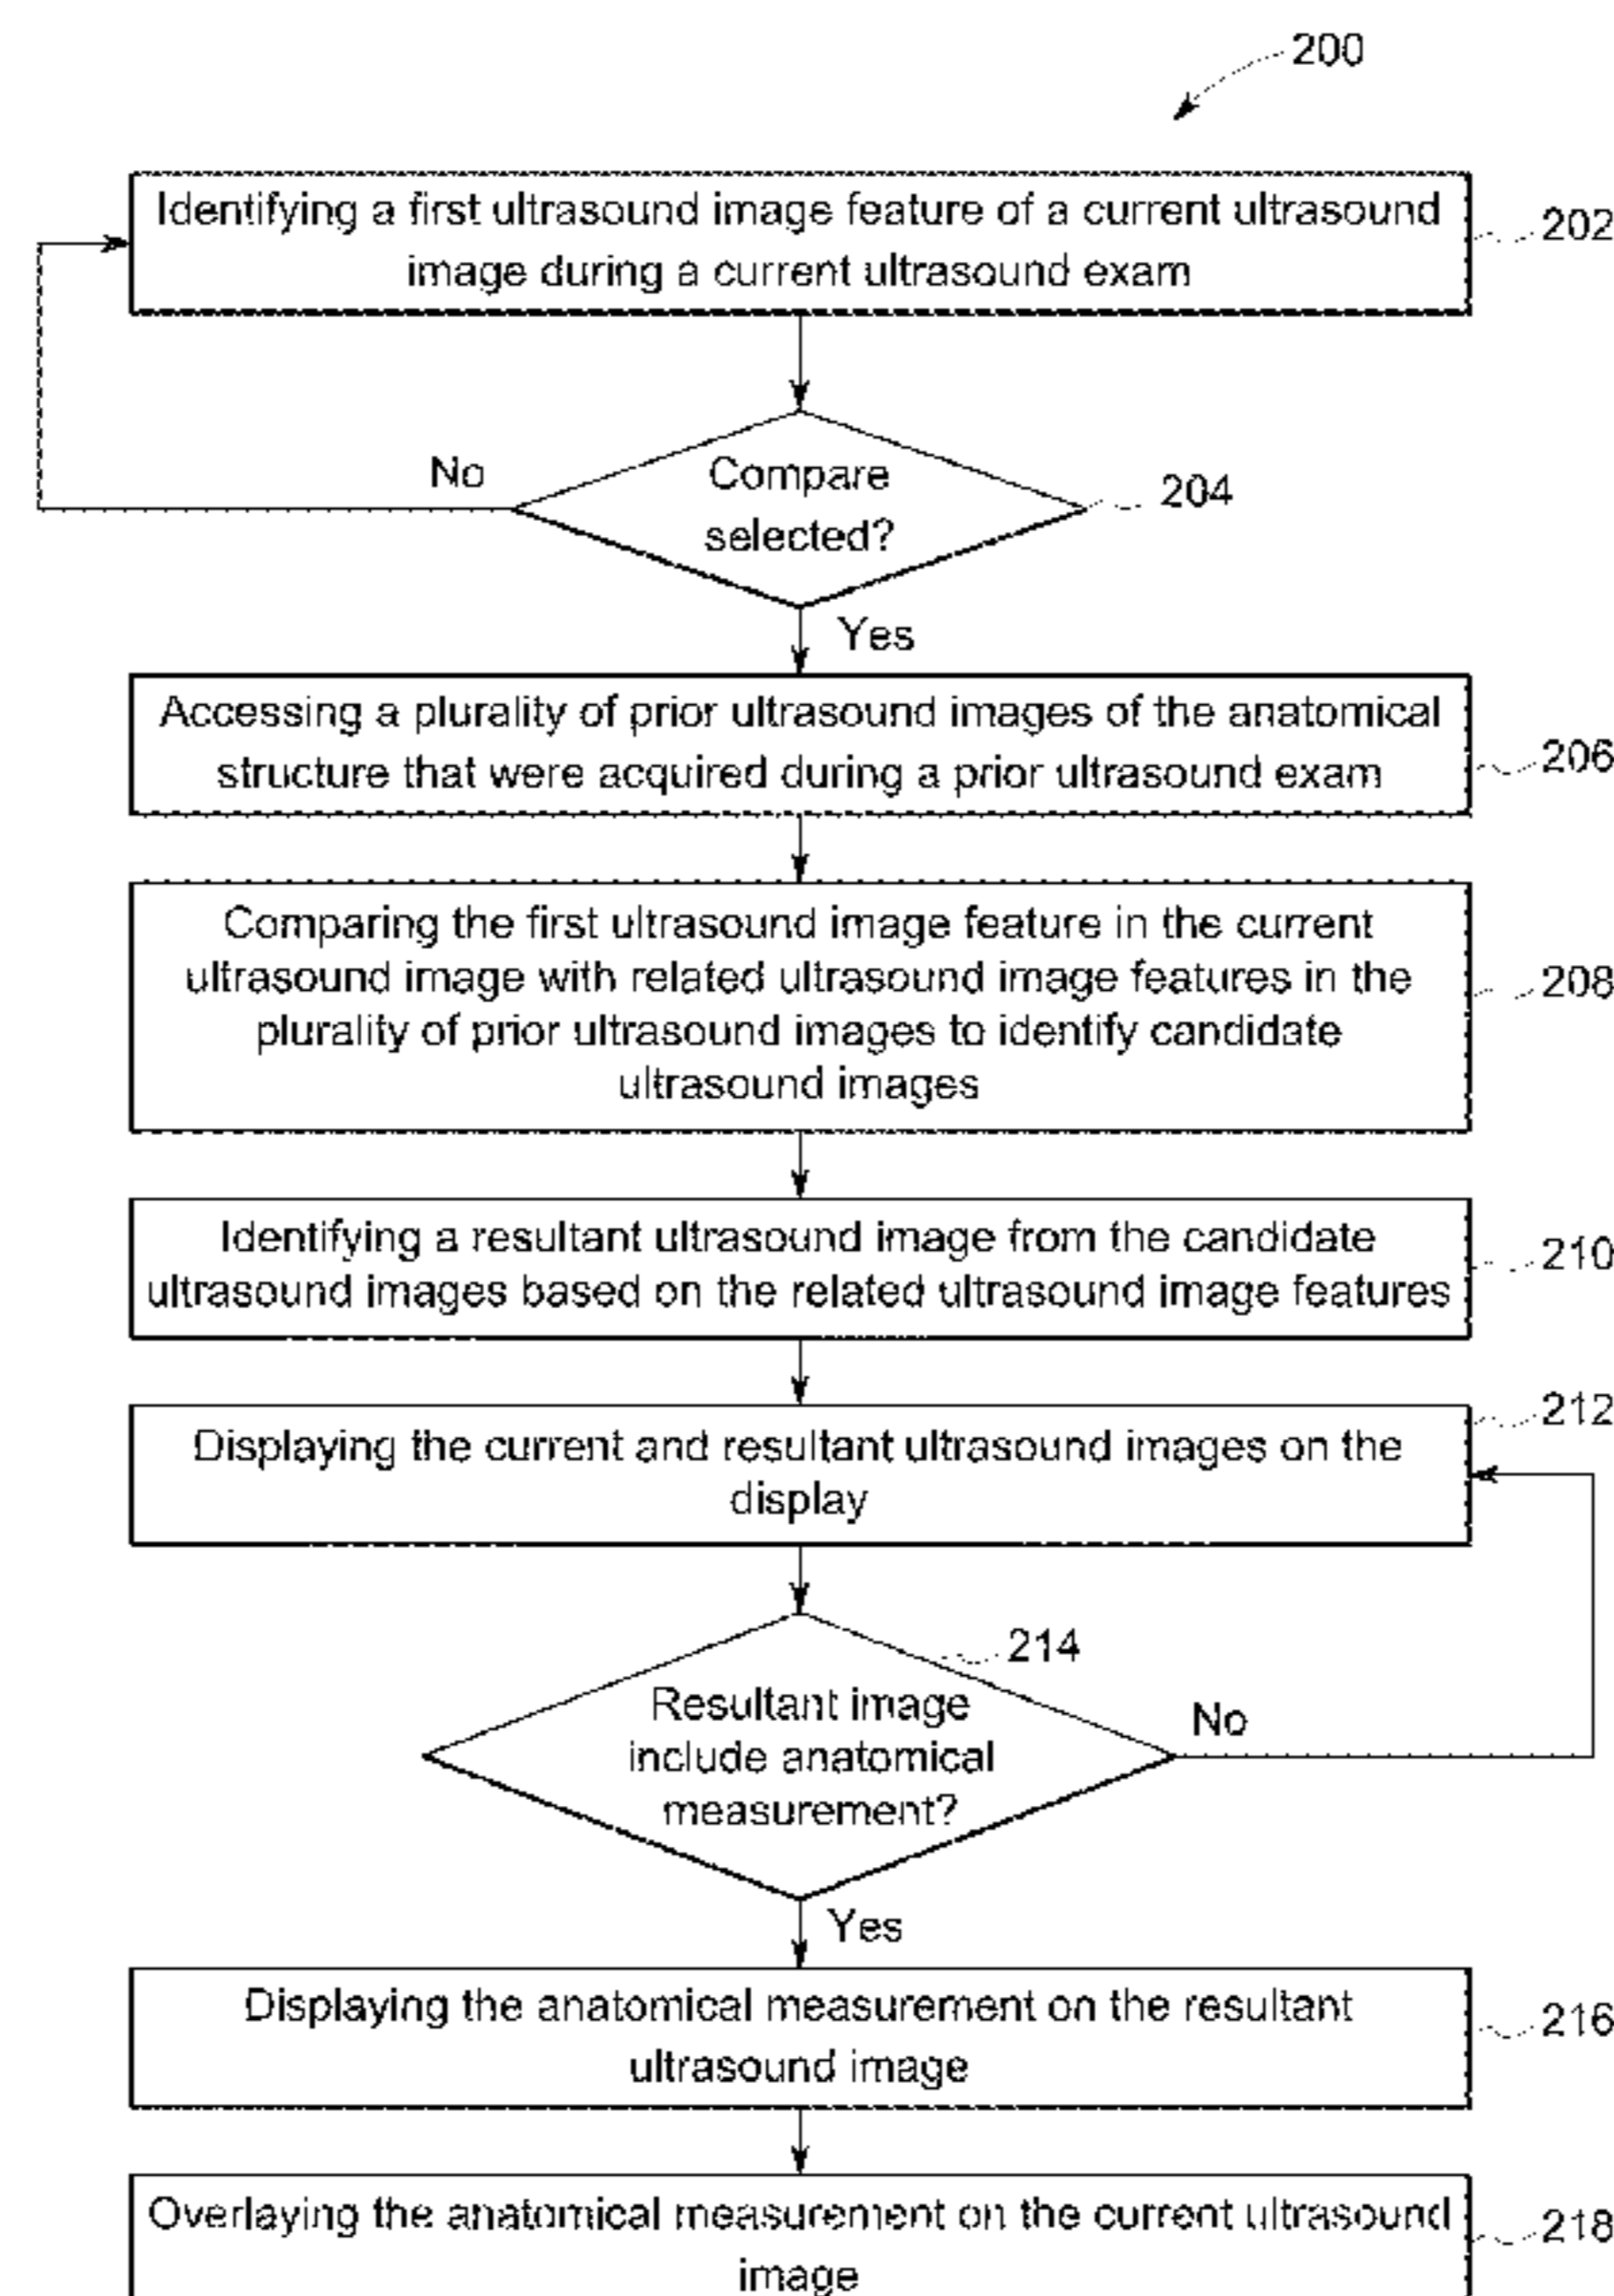 200
Identifying a first ultrasound image feature of a current ultrasound
image during a current ultrasound exam
202
No
Compare
selected?
204
Yes
Accessing a plurality of prior ultrasound images of the anatomical
structure that were acquired during a prior ultrasound exam
206
Comparing the first ultrasound image feature in the current
ultrasound image with related ultrasound image features in the
plurality of prior ultrasound images to identify candidate
ultrasound images
208
Identifying a resultant ultrasound image from the candidate
ultrasound images based on the related ultrasound image features
210
Displaying the current and resultant ultrasound images on the
display
212
214
Resultant image
include anatomical
measurement?
No
Yes
Displaying the anatomical measurement on the resultant
ultrasound image
216
Overlaying the anatomical measurement on the current ultrasound
image
218